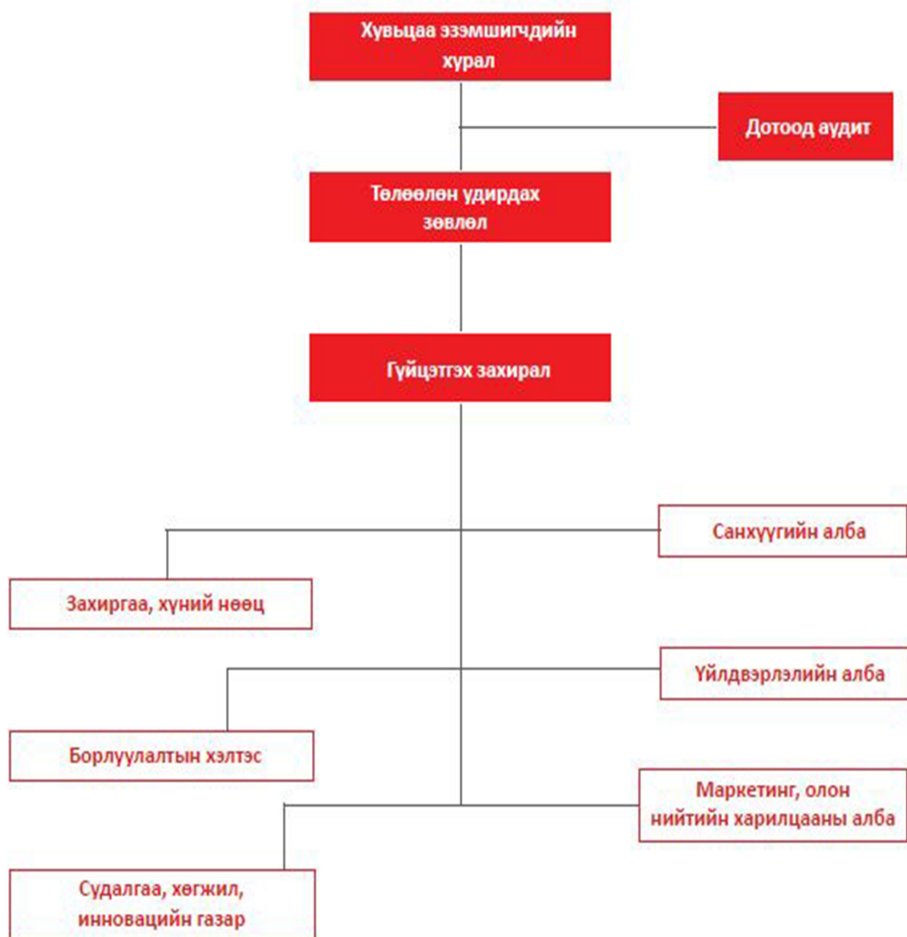 Хувьцаа эзэмшигчдийн
хурал
Дотоод аудит
Төлөөлөн удирдах
зөвлөл
Гүйцэтгэх захирал
Санхүүгийн алба
Захиргаа, хүний нөөц
Үйлдвэрлэлийн алба
Борлуулалтын хэлтэс
Маркетинг, олон
нийтийн харилцааны алба
Судалгаа, хөгжил,
инновацийн газар